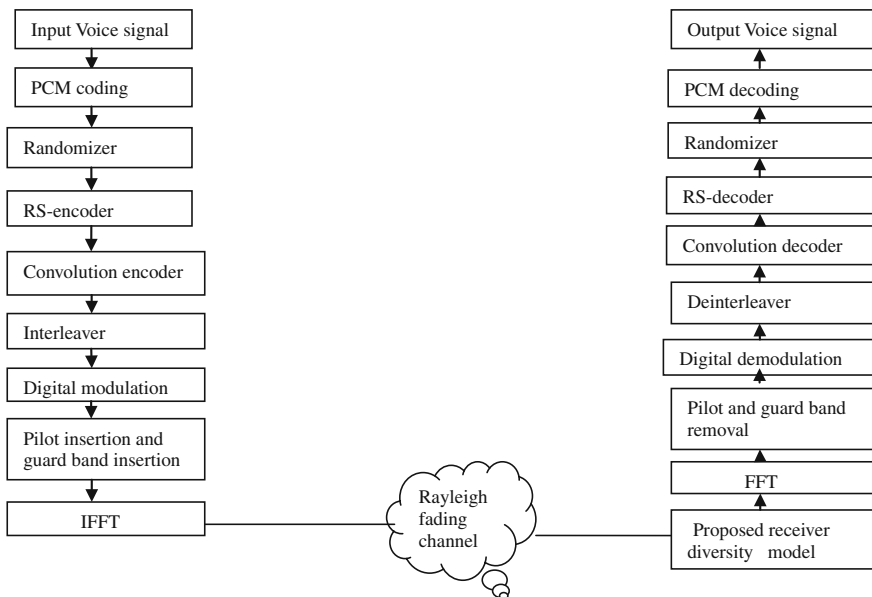 Input Voice signal
PCM coding
Randomizer
RS-encoder
Convolution encoder
Interleaver
Digital modulation
Pilot insertion and
guard band insertion
IFFT
Rayleigh
fading
channel
Output Voice signal
PCM decoding
Randomizer
RS-decoder
Convolution decoder
Deinterleaver
Digital demodulation
Pilot and guard band
removal
FFT
Proposed receiver
diversity model